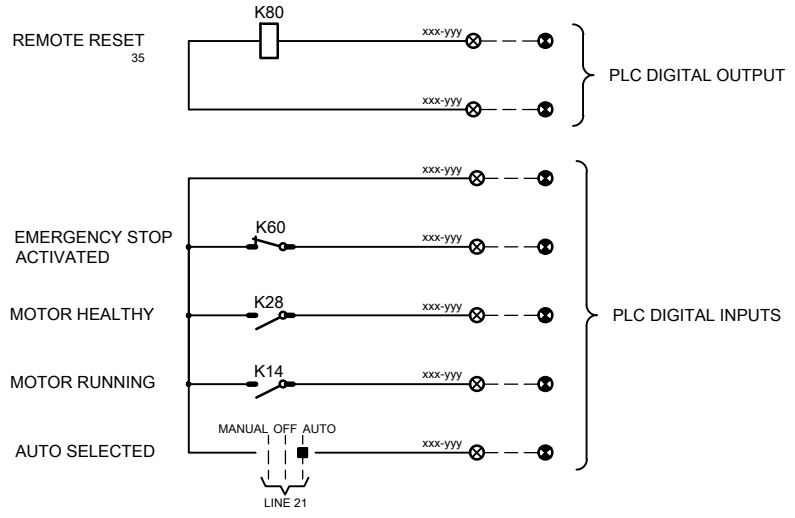 K80
REMOTE RESET
35
xxx-yyy
xxx-yyy
PLC DIGITAL OUTPUT
xxx-yyy
EMERGENCY STOP
ACTIVATED
K60
xxx-yyy
MOTOR HEALTHY
K28
xxx-yyy
PLC DIGITAL INPUTS
MOTOR RUNNING
K14
xxx-yyy
MANUAL OFF AUTO
AUTO SELECTED
xxx-yyy
LINE 21